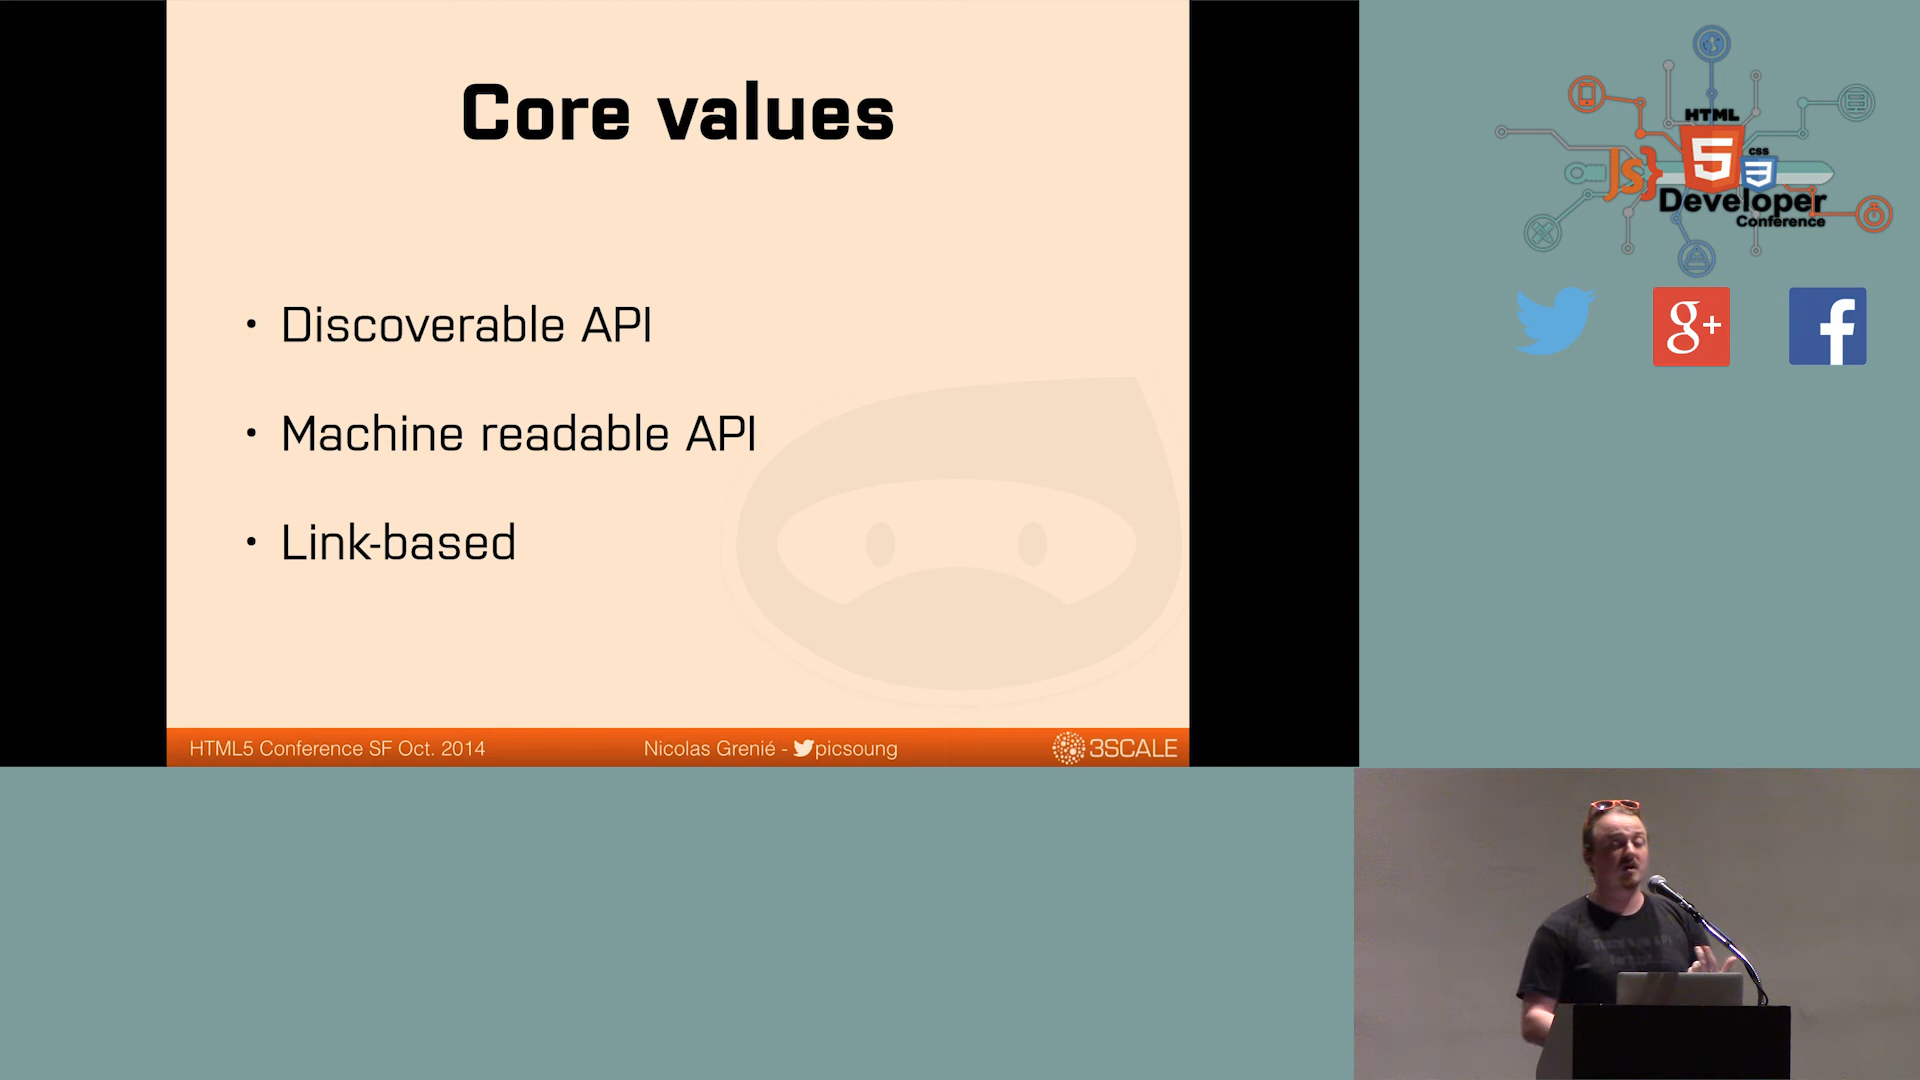 Core values
• Discoverable API
• Machine readable API
• Link-based
HTML5 Conference SF Oct. 2014
Nicolas Grenié - picsoung
3SCALE
HTML
5
CSS
3
JS}
Developer
Conference
g+
f